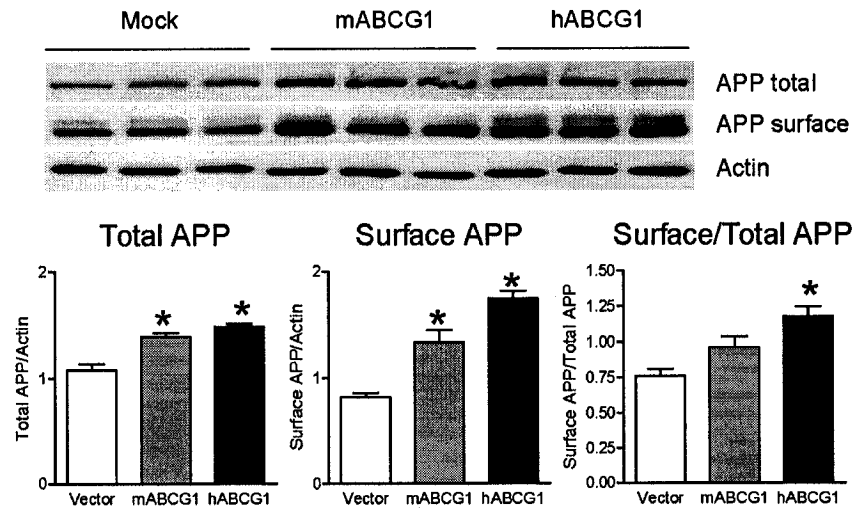 Mock mABCG1 hABCG1
APP total
APP surface
Actin
Total APP
Total APP/Actin
2
1
0
Vector mABCG1 hABCG1
*
*
Surface APP
Surface APP/Actin
2
1
0
Vector mABCG1 hABCG1
*
*
Surface/Total APP
Surface APP/Total APP
1.50
1.25
1.00
0.75
0.50
0.25
0.00
Vector mABCG1 hABCG1
*